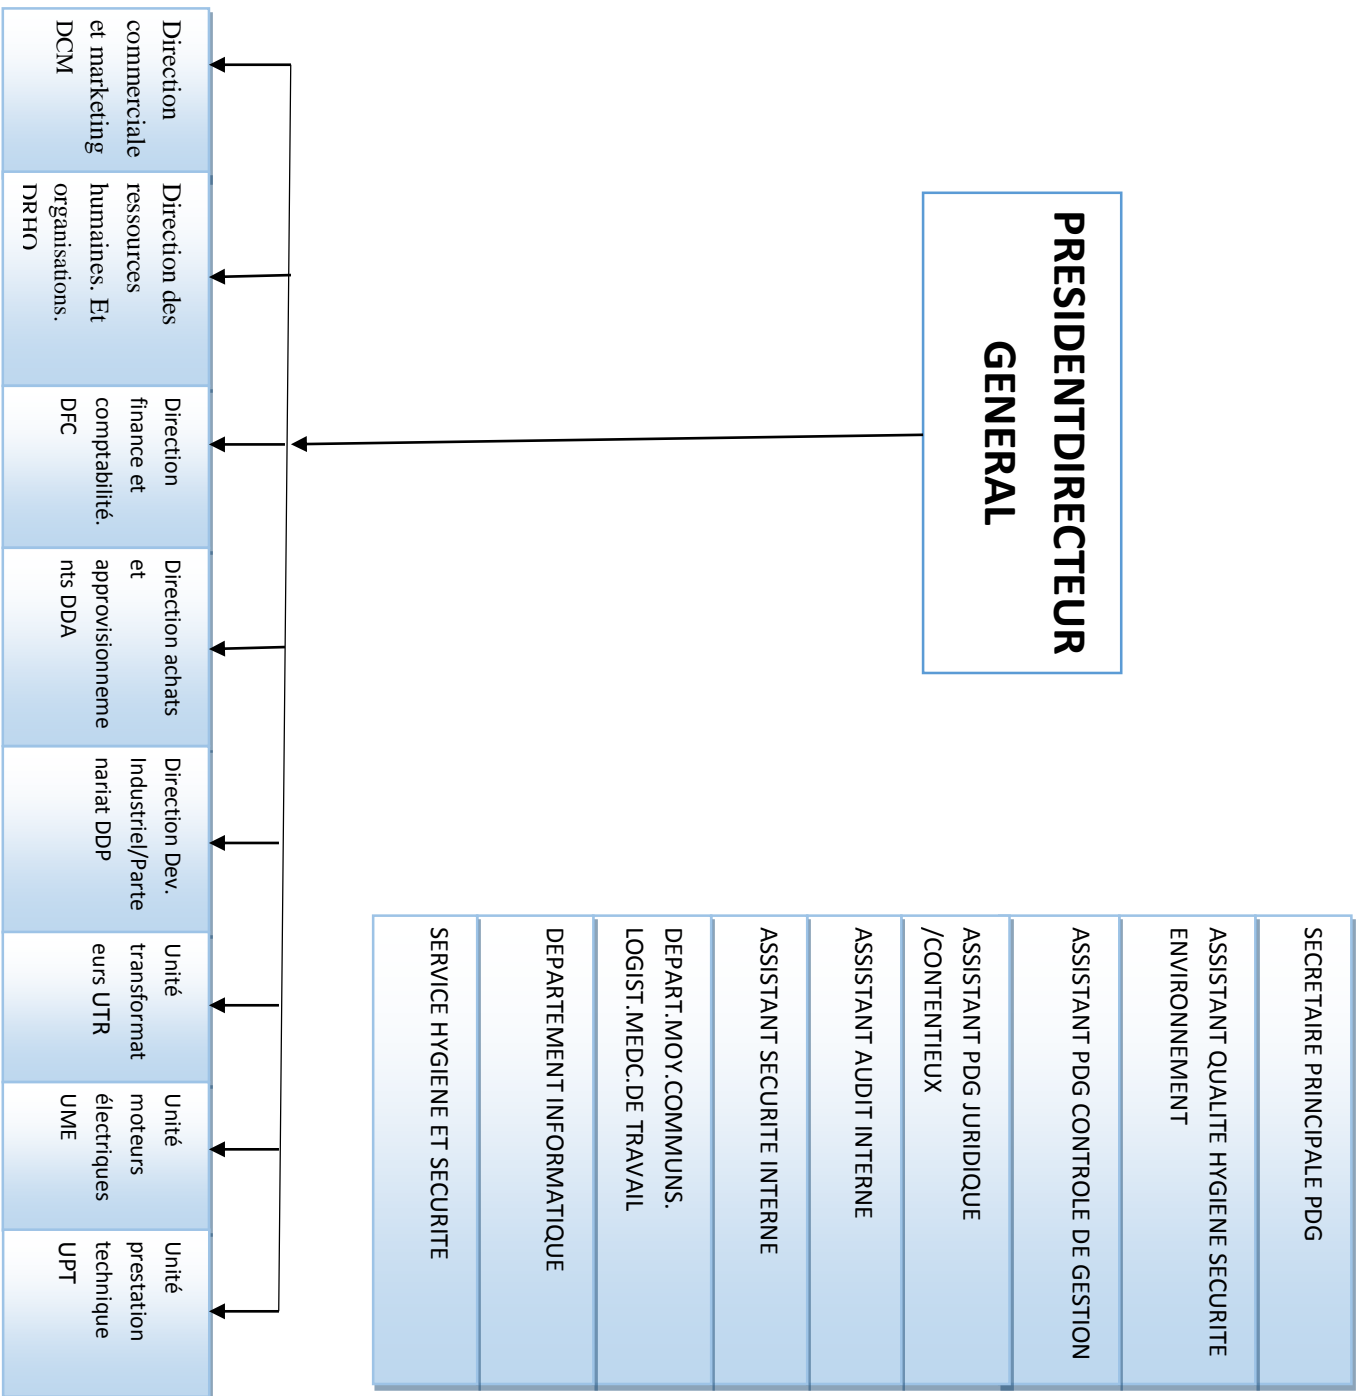 PRESIDENTDIRECTEUR
GENERAL
SECRETAIRE PRINCIPALE PDG
ASSISTANT QUALITE HYGIENE SECURITE
ENVIRONNEMENT
ASSISTANT PDG CONTROLE DE GESTION
ASSISTANT PDG JURIDIQUE
/CONTENTIEUX
ASSISTANT AUDIT INTERNE
ASSISTANT SECURITE INTERNE
DEPART.MOY.COMMUNS.
LOGIST.MEDC.DE TRAVAIL
DEPARTEMENT INFORMATIQUE
SERVICE HYGIENE ET SECURITE
Direction
commerciale
et marketing
DCM
Direction des
ressources
humaines. Et
organisations.
DRHO
Direction
finance et
comptabilité.
DFC
Direction achats
et
approvisionneme
nts DDA
Direction Dev.
Industriel/Parte
nariat DDP
Unité
transformat
eurs UTR
Unité
moteurs
électriques
UME
Unité
prestation
technique
UPT